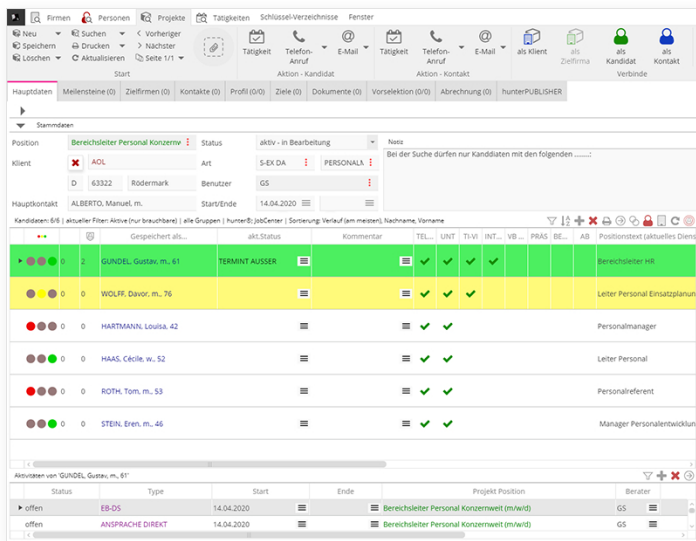 Firmen Personen Projekte Tätigkeiten Schlüssel-Verzeichnisse Fenster
Neu Suchen Vorheriger
Speichern Drucken Nächster
Löschen Aktualisieren Seite 1/1
Tätigkeit Telefon-Anruf E-Mail Tätigkeit Telefon-Anruf E-Mail als Klient als Zielfirma als Kandidat als Kontakt
Start Aktion - Kandidat Aktion - Kontakt Verbinde
Hauptdaten Meilensteine (0) Zielfirmen (0) Kontakte (0) Profil (0/0) Ziele (0) Dokumente (0) Vorselektion (0/0) Abrechnung (0) hunterPUBLISHER
Stammdaten
Position Bereichsleiter Personal Konzernw Status aktiv - in Bearbeitung Notiz
Bei der Suche dürfen nur Kanddiaten mit den folgenden ........:
Klient AOL Art S-EX DA PERSONALM
D 63322 Rödermark Benutzer GS
Hauptkontakt ALBERTO, Manuel, m. Start/Ende 14.04.2020
Kandidaten: 6/6 | aktueller Filter: Aktive (nur brauchbare) | alle Gruppen | hunter8: JobCenter | Sortierung: Verlauf (am meisten), Nachname, Vorname
Gespeichert als... akt.Status Kommentar TEL... UNT TI-VI INT... VB ... PRÄS BE... AB Positionstext (aktuelles Diens
0 2 GUNDEL, Gustav, m., 61 TERMINT AUSSER Bereichsleiter HR
0 0 WOLFF, Davor, m., 76 Leiter Personal Einsatzplanun
0 0 HARTMANN, Louisa, 42 Personalmanager
0 0 HAAS, Cécile, w., 52 Leiter Personal
0 0 ROTH, Tom, m., 53 Personalreferent
0 0 STEIN, Eren, m., 46 Manager Personalentwicklun
Aktivitäten von 'GUNDEL, Gustav, m., 61'
Status Type Start Ende Projekt Position Berater
offen EB-DS 14.04.2020 Bereichsleiter Personal Konzernweit (m/w/d) GS
offen ANSPRACHE DIREKT 14.04.2020 Bereichsleiter Personal Konzernweit (m/w/d) GS